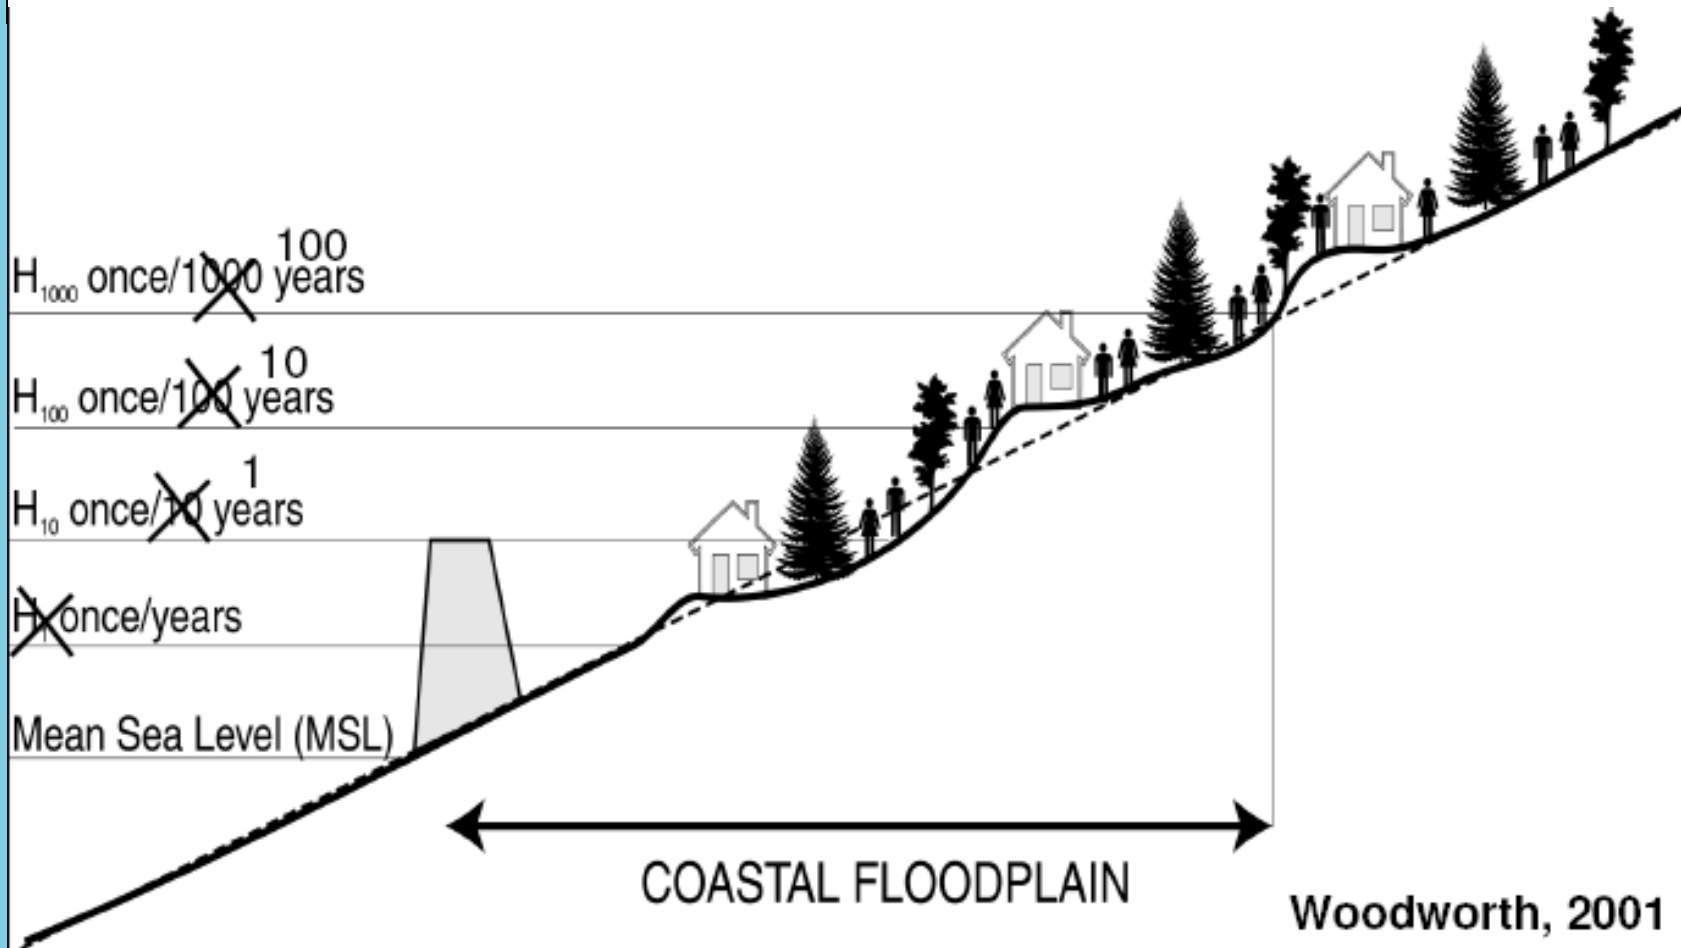 100
H1000 once/1000 years
10
H100 once/100 years
1
H10 once/10 years
H1 once/years
Mean Sea Level (MSL)
COASTAL FLOODPLAIN
Woodworth, 2001